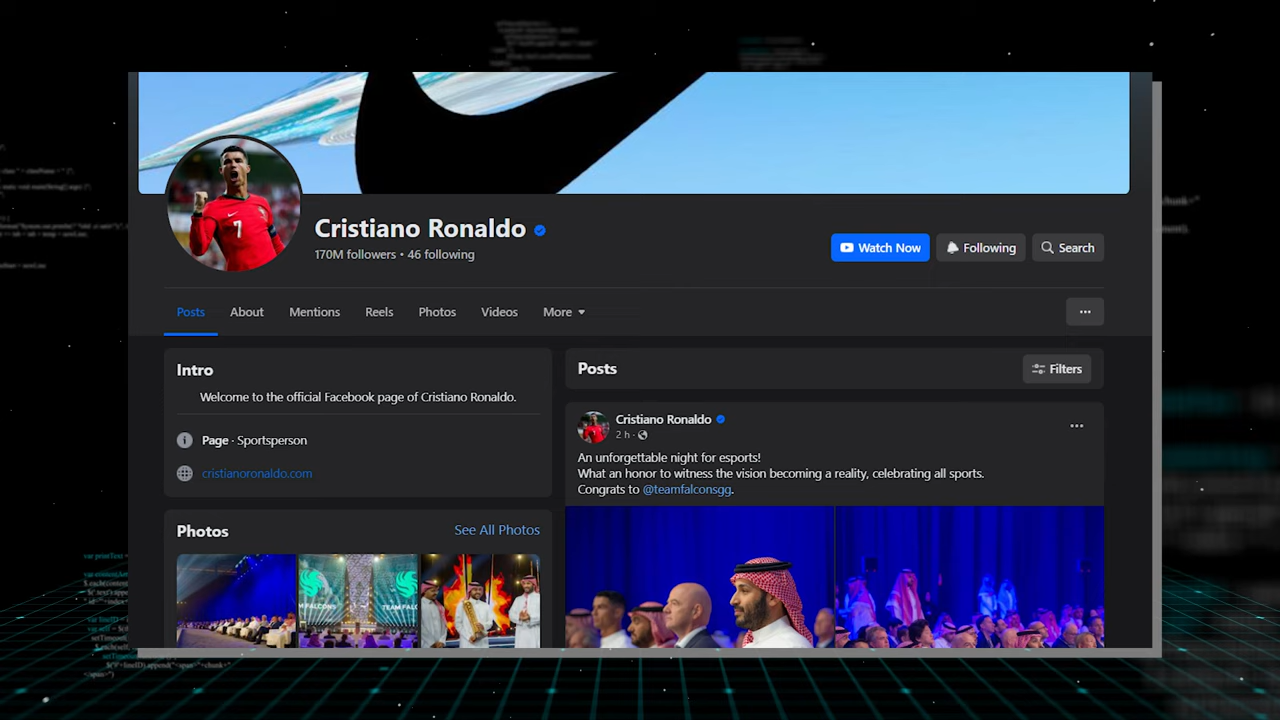 Cristiano Ronaldo
170M followers • 46 following
Watch Now
Following
Search
Posts
About
Mentions
Reels
Photos
Videos
More
Intro
Welcome to the official Facebook page of Cristiano Ronaldo.
Page · Sportsperson
cristianoronaldo.com
Photos
See All Photos
Posts
Filters
Cristiano Ronaldo
2 h ·
An unforgettable night for esports!
What an honor to witness the vision becoming a reality, celebrating all sports.
Congrats to @teamfalconsgg.
7